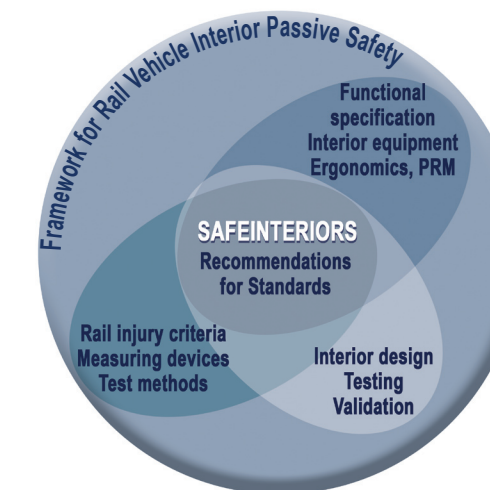 Framework for Rail Vehicle Interior Passive Safety
Functional
specification
Interior equipment
Ergonomics, PRM
SAFEINTERIORS
Recommendations
for Standards
Rail injury criteria
Measuring devices
Test methods
Interior design
Testing
Validation